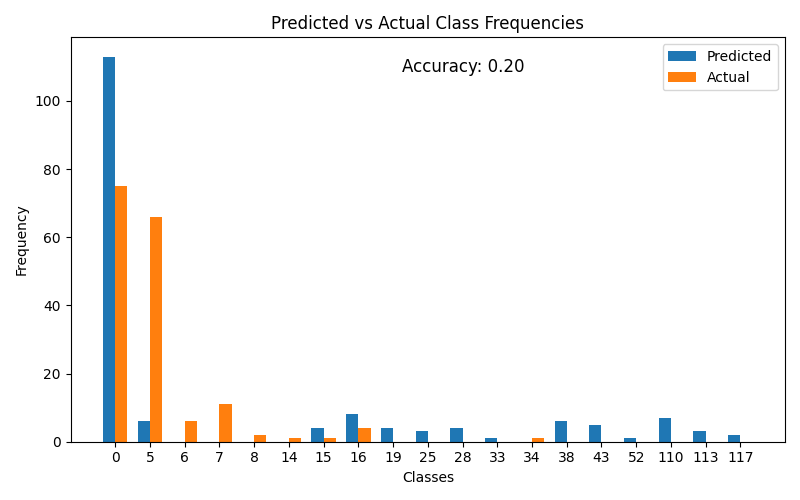 Predicted vs Actual Class Frequencies
Accuracy: 0.20
Predicted
Actual
Frequency
100
80
60
40
20
0
0 5 6 7 8 14 15 16 19 25 28 33 34 38 43 52 110 113 117
Classes